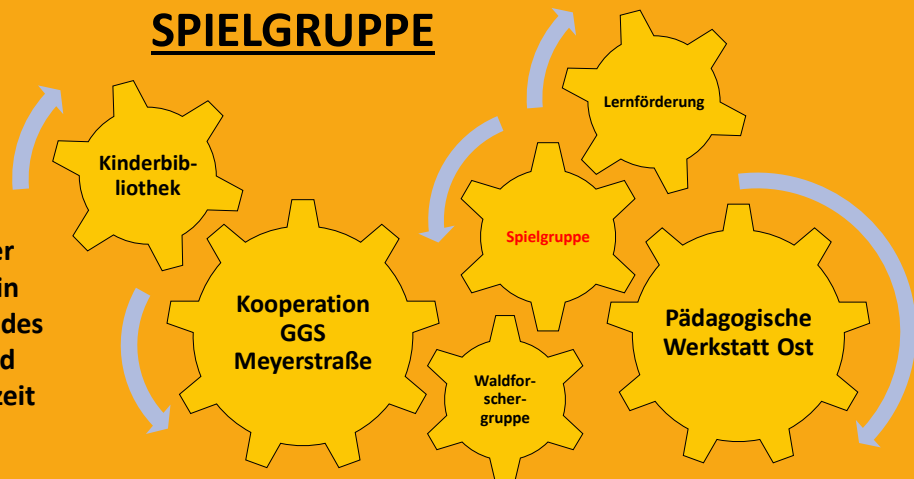 SPIELGRUPPE
Lernförderung
Kinderbib-
liothek
Spielgruppe
er
in
des
d
zeit
Kooperation
GGS
Meyerstraße
Pädagogische
Werkstatt Ost
Waldfor-
scher-
gruppe